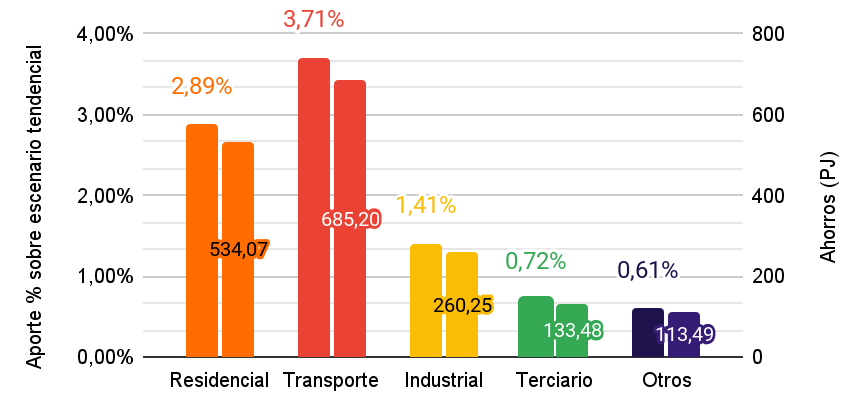 Aporte % sobre escenario tendencial
4,00%
3,00%
2,00%
1,00%
0,00%
2,89%
3,71%
1,41%
0,72%
0,61%
534,07
685,20
260,25
133,48
113,49
Residencial
Transporte
Industrial
Terciario
Otros
800
600
400
200
0
Ahorros (PJ)